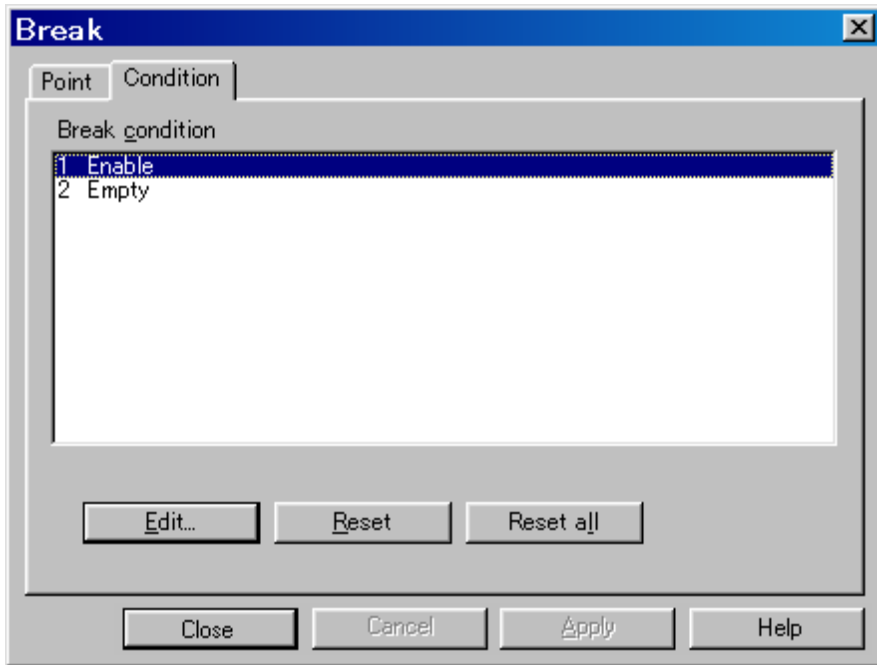 Break
Point Condition
Break condition
1 Enable
2 Empty
Edit... Reset Reset all
Close Cancel Apply Help